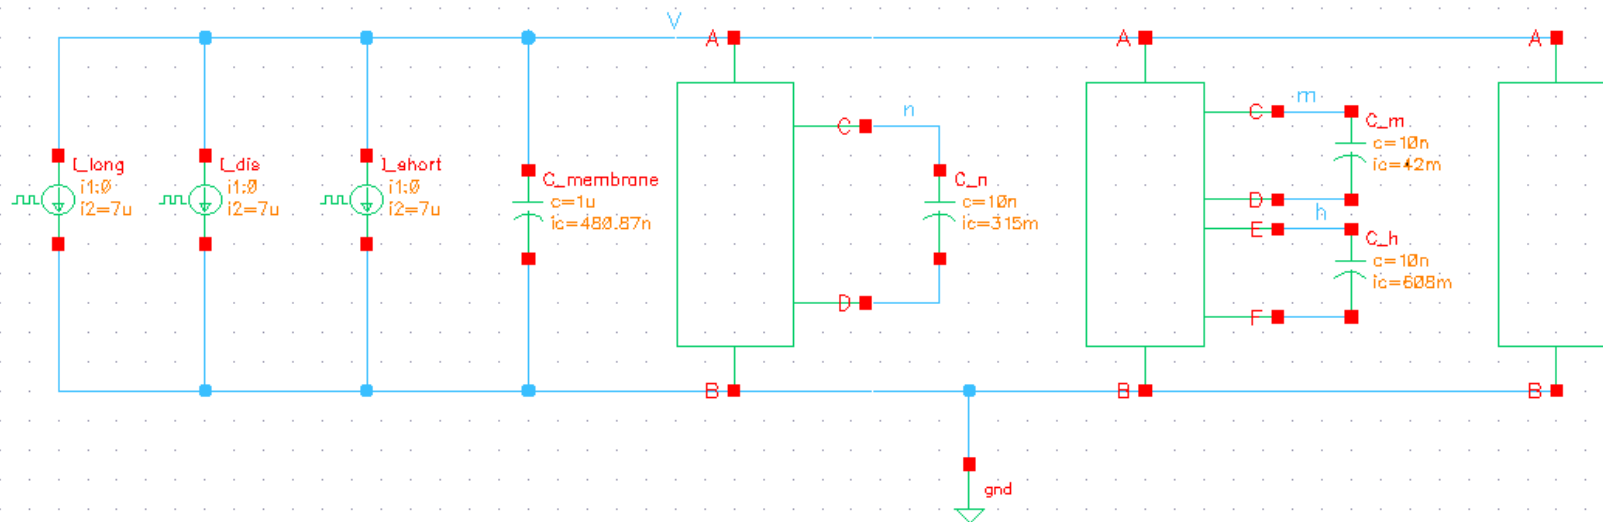 V
A
A
A
n
m
C
C
C_m
c=10n
ic=42m
I_long
i1:0
i2=7u
I_dis
i1:0
i2=7u
I_short
i1:0
i2=7u
C_membrane
c=1u
ic=480.87n
C_n
c=10n
ic=315m
D
h
E
C_h
c=10n
ic=608m
D
F
B
B
B
gnd